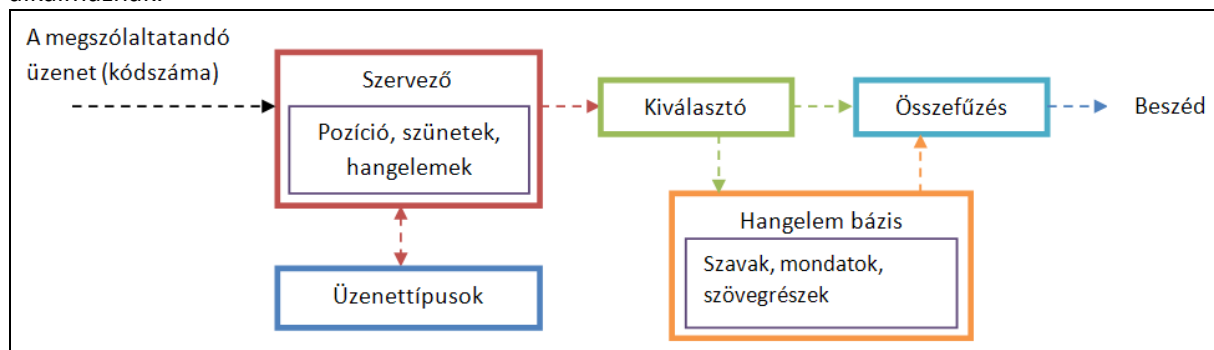 A megszólaltatandó
üzenet (kódszáma)
Szervező
Pozíció, szünetek,
hangelemek
Kiválasztó
Összefűzés
Beszéd
Hangelem bázis
Szavak, mondatok,
szövegrészek
Üzenettípusok